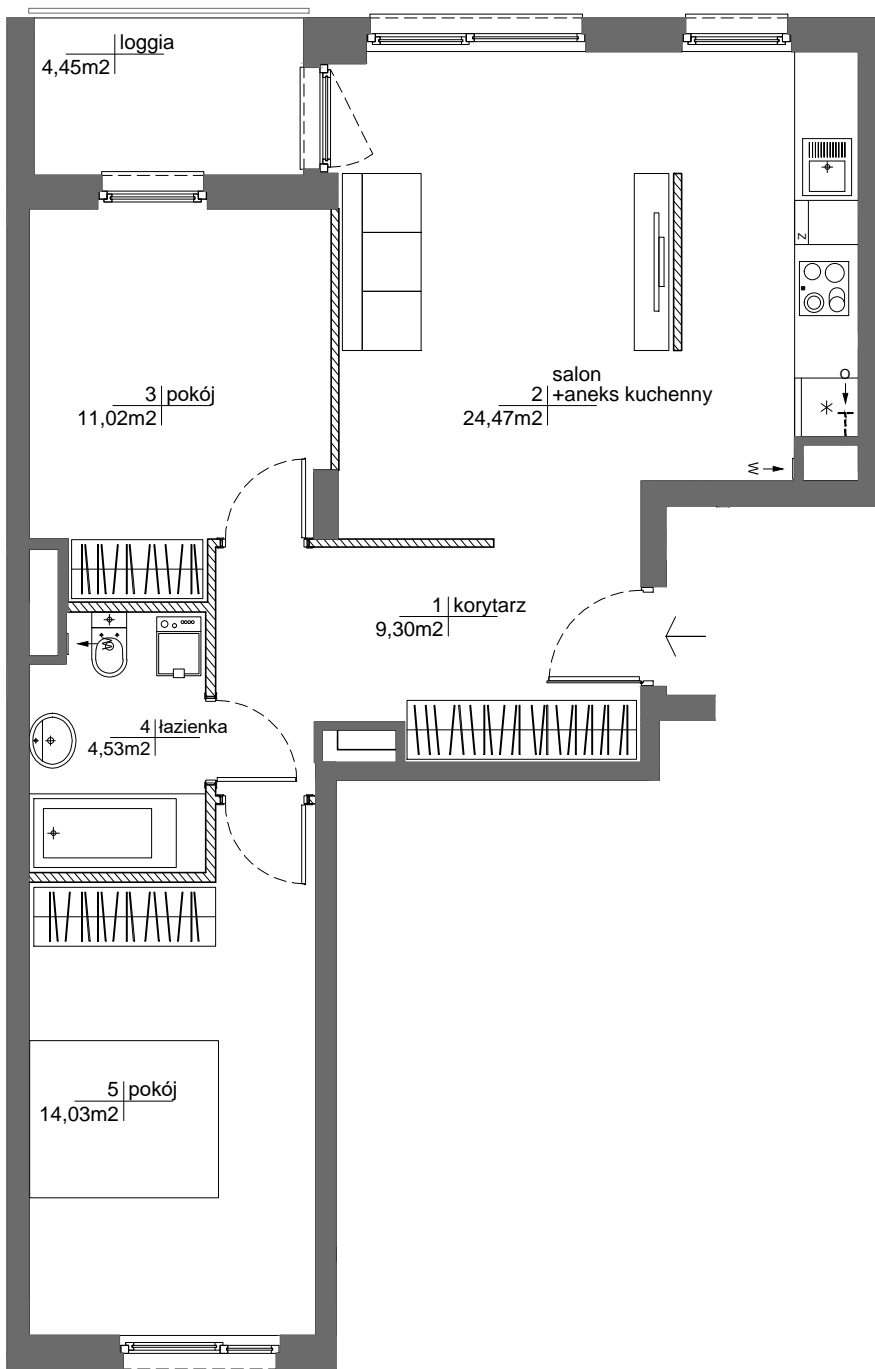 loggia
4,45m2
3 pokój
11,02m2
salon
2 +aneks kuchenny
24,47m2
Z
O
W
1 korytarz
9,30m2
4 łazienka
4,53m2
5 pokój
14,03m2